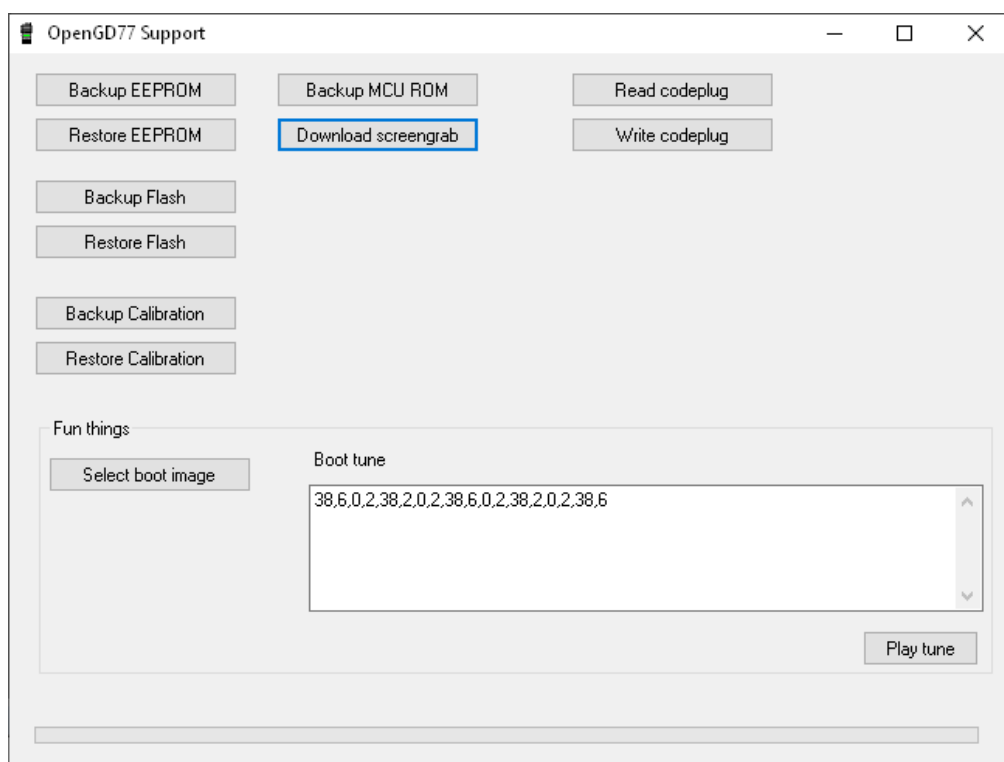 OpenGD77 Support
Backup EEPROM
Backup MCU ROM
Read codeplug
Restore EEPROM
Download screengrab
Write codeplug
Backup Flash
Restore Flash
Backup Calibration
Restore Calibration
Fun things
Select boot image
Boot tune
38,6,0,2,38,2,0,2,38,6,0,2,38,2,0,2,38,6
Play tune